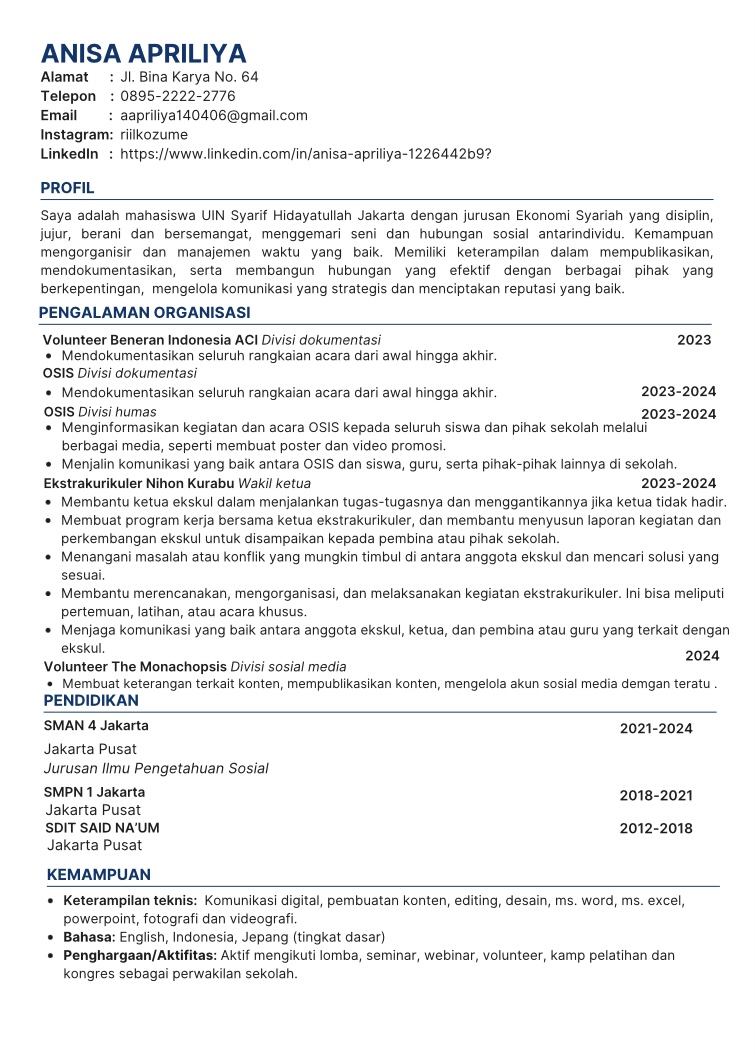 ANISA APRILIYA
Alamat : Jl. Bina Karya No. 64
Telepon : 0895-2222-2776
Email : aapriliya140406@gmail.com
Instagram: riilkozume
LinkedIn : https://www.linkedin.com/in/anisa-apriliya-1226442b9?
PROFIL
Saya adalah mahasiswa UIN Syarif Hidayatullah Jakarta dengan jurusan Ekonomi Syariah yang disiplin,
jujur, berani dan bersemangat, menggemari seni dan hubungan sosial antarindividu. Kemampuan
mengorganisir dan manajemen waktu yang baik. Memiliki keterampilan dalam mempublikasikan,
mendokumentasikan, serta membangun hubungan yang efektif dengan berbagai pihak yang
berkepentingan, mengelola komunikasi yang strategis dan menciptakan reputasi yang baik.
PENGALAMAN ORGANISASI
Volunteer Beneran Indonesia ACI Divisi dokumentasi 2023
• Mendokumentasikan seluruh rangkaian acara dari awal hingga akhir.
OSIS Divisi dokumentasi
• Mendokumentasikan seluruh rangkaian acara dari awal hingga akhir. 2023-2024
OSIS Divisi humas 2023-2024
• Menginformasikan kegiatan dan acara OSIS kepada seluruh siswa dan pihak sekolah melalui
berbagai media, seperti membuat poster dan video promosi.
• Menjalin komunikasi yang baik antara OSIS dan siswa, guru, serta pihak-pihak lainnya di sekolah.
Ekstrakurikuler Nihon Kurabu Wakil ketua 2023-2024
• Membantu ketua ekskul dalam menjalankan tugas-tugasnya dan menggantikannya jika ketua tidak hadir.
• Membuat program kerja bersama ketua ekstrakurikuler, dan membantu menyusun laporan kegiatan dan
perkembangan ekskul untuk disampaikan kepada pembina atau pihak sekolah.
• Menangani masalah atau konflik yang mungkin timbul di antara anggota ekskul dan mencari solusi yang
sesuai.
• Membantu merencanakan, mengorganisasi, dan melaksanakan kegiatan ekstrakurikuler. Ini bisa meliputi
pertemuan, latihan, atau acara khusus.
• Menjaga komunikasi yang baik antara anggota ekskul, ketua, dan pembina atau guru yang terkait dengan
ekskul.
2024
Volunteer The Monachopsis Divisi sosial media
• Membuat keterangan terkait konten, mempublikasikan konten, mengelola akun sosial media demgan teratu .
PENDIDIKAN
SMAN 4 Jakarta 2021-2024
Jakarta Pusat
Jurusan Ilmu Pengetahuan Sosial
SMPN 1 Jakarta 2018-2021
Jakarta Pusat
SDIT SAID NA’UM 2012-2018
Jakarta Pusat
KEMAMPUAN
• Keterampilan teknis: Komunikasi digital, pembuatan konten, editing, desain, ms. word, ms. excel,
powerpoint, fotografi dan videografi.
• Bahasa: English, Indonesia, Jepang (tingkat dasar)
• Penghargaan/Aktifitas: Aktif mengikuti lomba, seminar, webinar, volunteer, kamp pelatihan dan
kongres sebagai perwakilan sekolah.